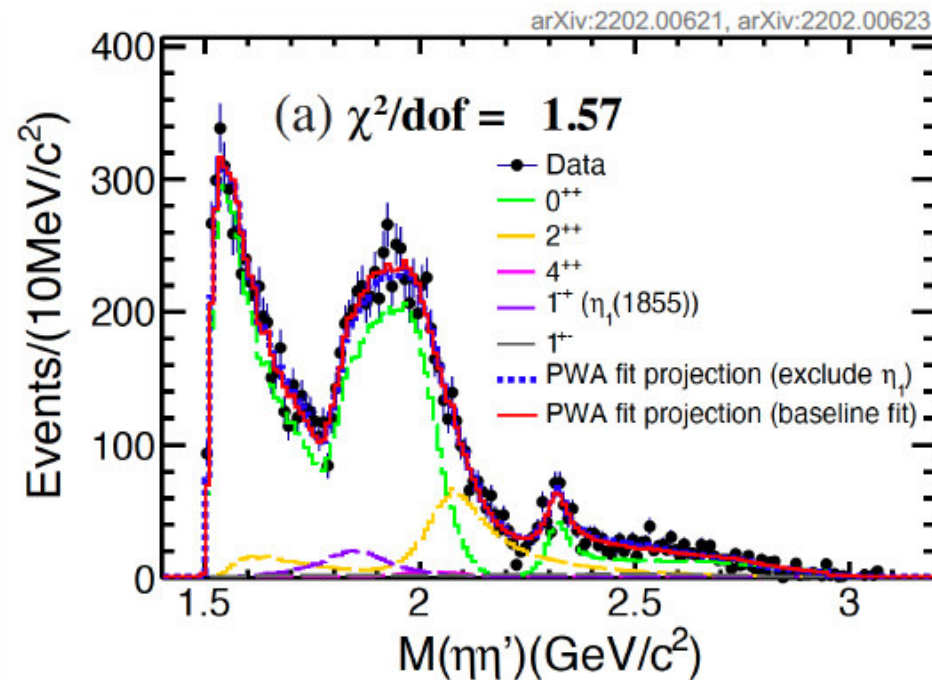 arXiv:2202.00621, arXiv:2202.00623
400
300
200
100
0
Events/(10MeV/c²)
(a) χ²/dof = 1.57
Data
0⁺⁺
2⁺⁺
4⁺⁺
1⁻⁺ (η₁(1855))
1⁺⁻
PWA fit projection (exclude η₁)
PWA fit projection (baseline fit)
1.5 2 2.5 3
M(ηη')(GeV/c²)